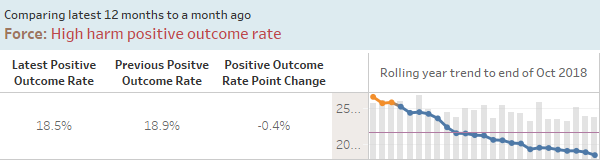 Comparing latest 12 months to a month ago
Force: High harm positive outcome rate
Latest Positive Outcome Rate
Previous Positve Outcome Rate
Positive Outcome Rate Point Change
Rolling year trend to end of Oct 2018
18.5%
18.9%
-0.4%
25...
20...